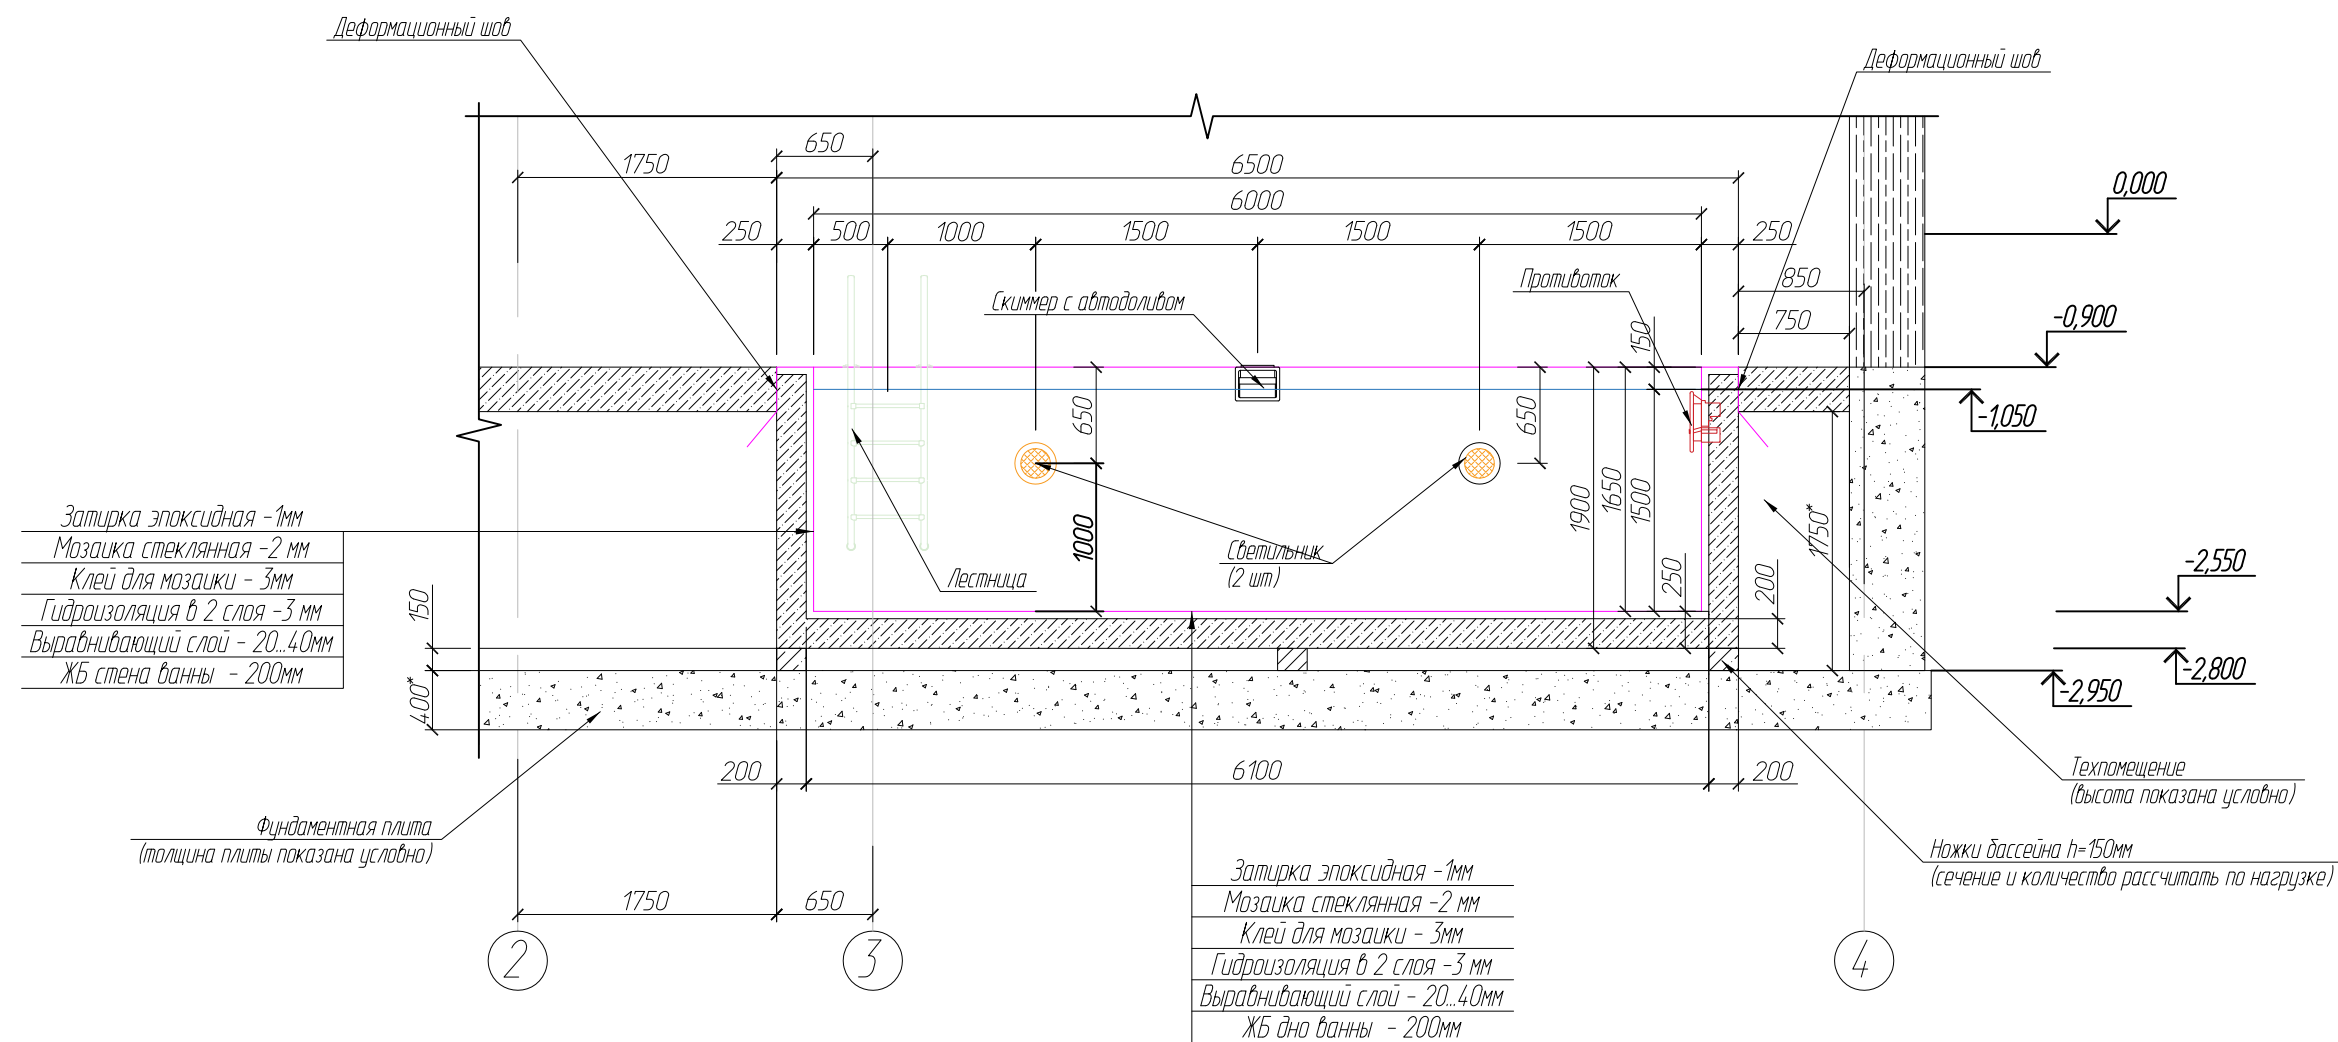 Деформационный шов
Деформационный шов
650
1750
6500
6000
250
500
1000
1500
1500
1500
250
0,000
850
750
-0,900
-1,050
Противоток
Скиммер с автодоливом
150
650
650
1000
1900
1650
1500
250
200
1750*
Светильник
(2 шт)
Лестница
Затирка эпоксидная -1мм
Мозаика стеклянная -2 мм
Клей для мозаики - 3мм
Гидроизоляция в 2 слоя -3 мм
Выравнивающий слой - 20...40мм
ЖБ стена ванны - 200мм
150
400*
-2,550
-2,800
-2,950
200
6100
200
Техпомещение
(высота показана условно)
Фундаментная плита
(толщина плиты показана условно)
Ножки бассейна h=150мм
(сечение и количество рассчитать по нагрузке)
1750
650
2
3
4
Затирка эпоксидная -1мм
Мозаика стеклянная -2 мм
Клей для мозаики - 3мм
Гидроизоляция в 2 слоя -3 мм
Выравнивающий слой - 20...40мм
ЖБ дно ванны - 200мм